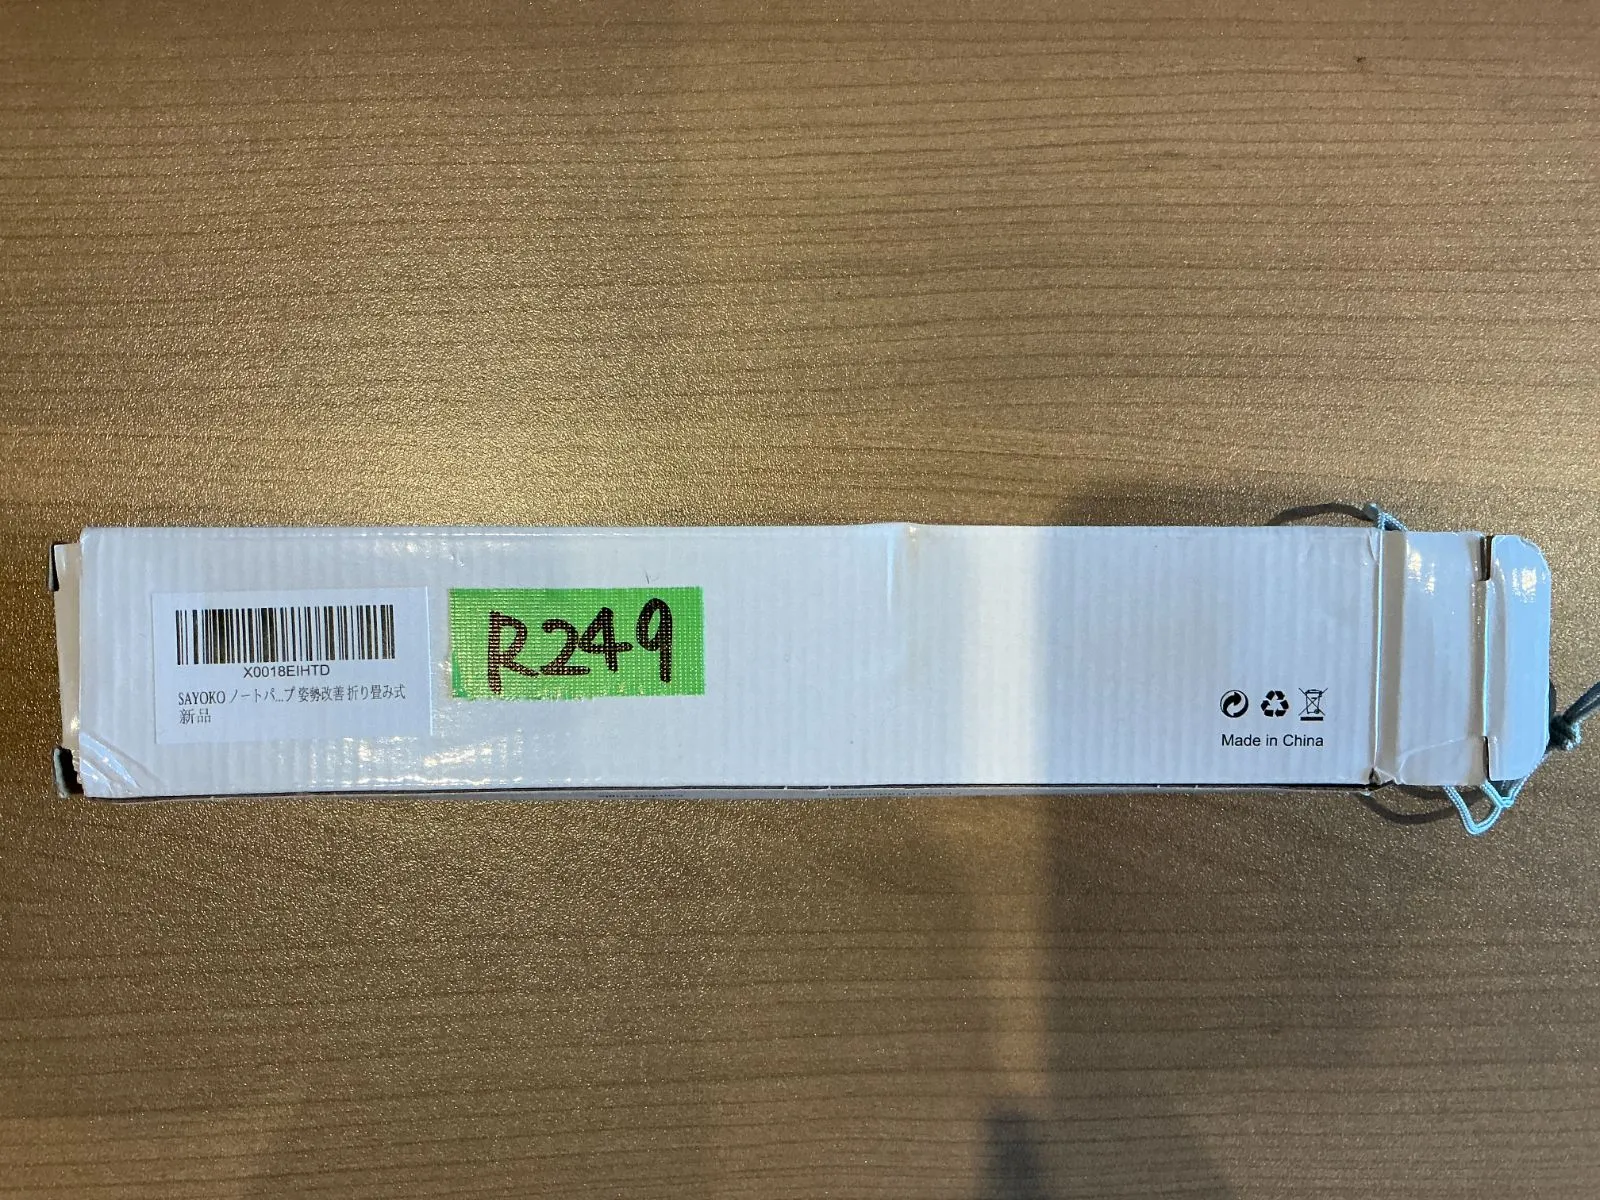 X0018EIHTD
SAYOKO ノートパ...プ 姿勢改善 折り畳み式
新品
R249
Made in China